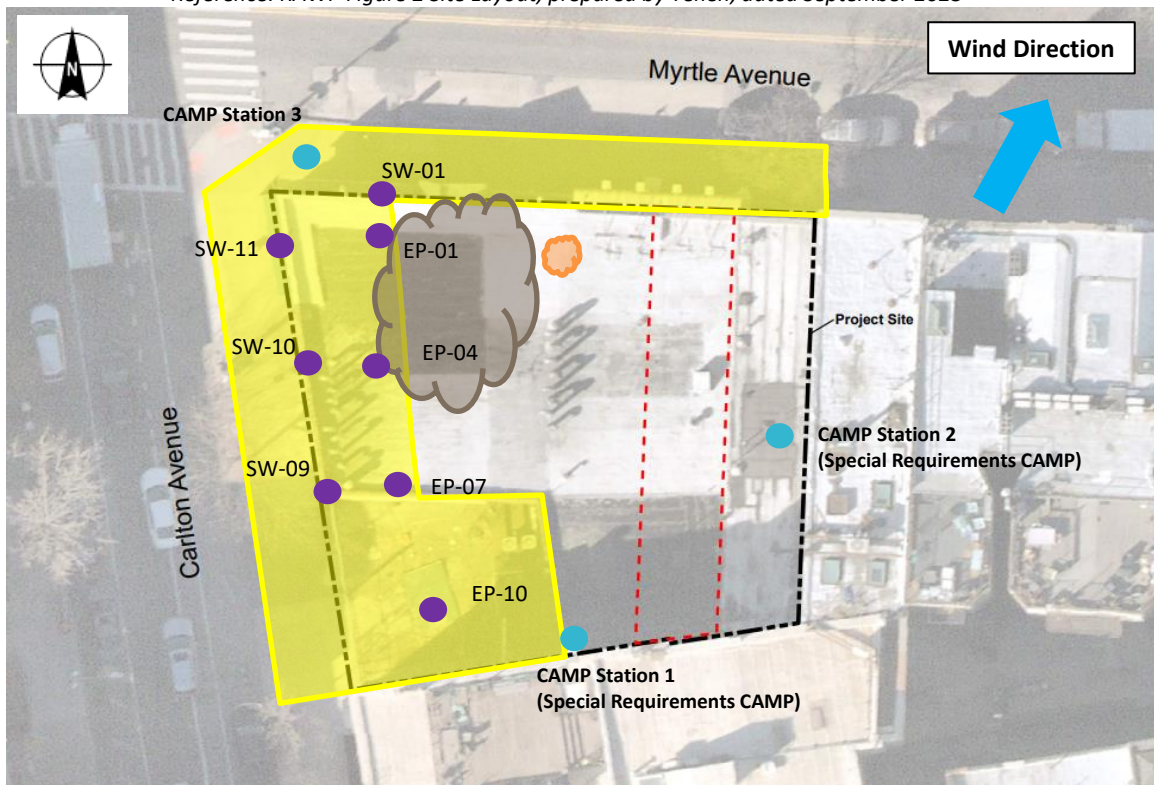 Wind Direction
Myrtle Avenue
N
CAMP Station 3
SW-01
SW-11
EP-01
Project Site
SW-10
EP-04
CAMP Station 2
(Special Requirements CAMP)
Carlton Avenue
SW-09
EP-07
EP-10
CAMP Station 1
(Special Requirements CAMP)